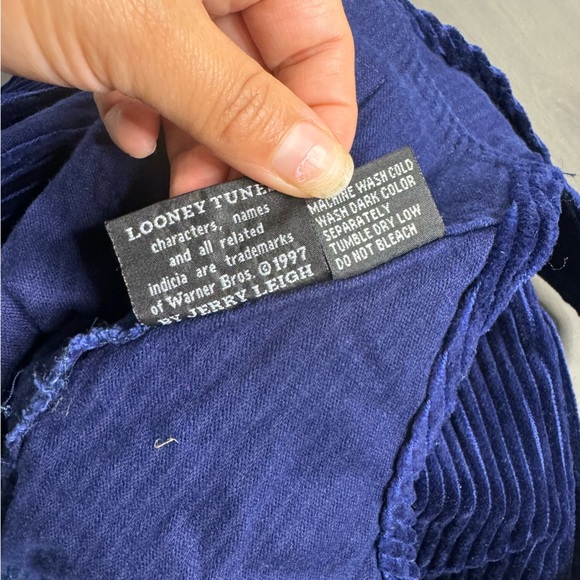 LOONEY TUNE
characters, names
and all related
indicia are trademarks
of Warner Bros. ©1997
BY JERRY LEIGH
MACHINE WASH COLD
WASH DARK COLOR
SEPARATELY
TUMBLE DRY LOW
DO NOT BLEACH